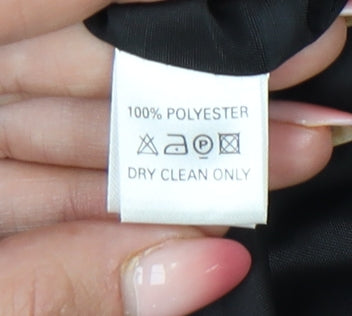 100% POLYESTER
P
DRY CLEAN ONLY